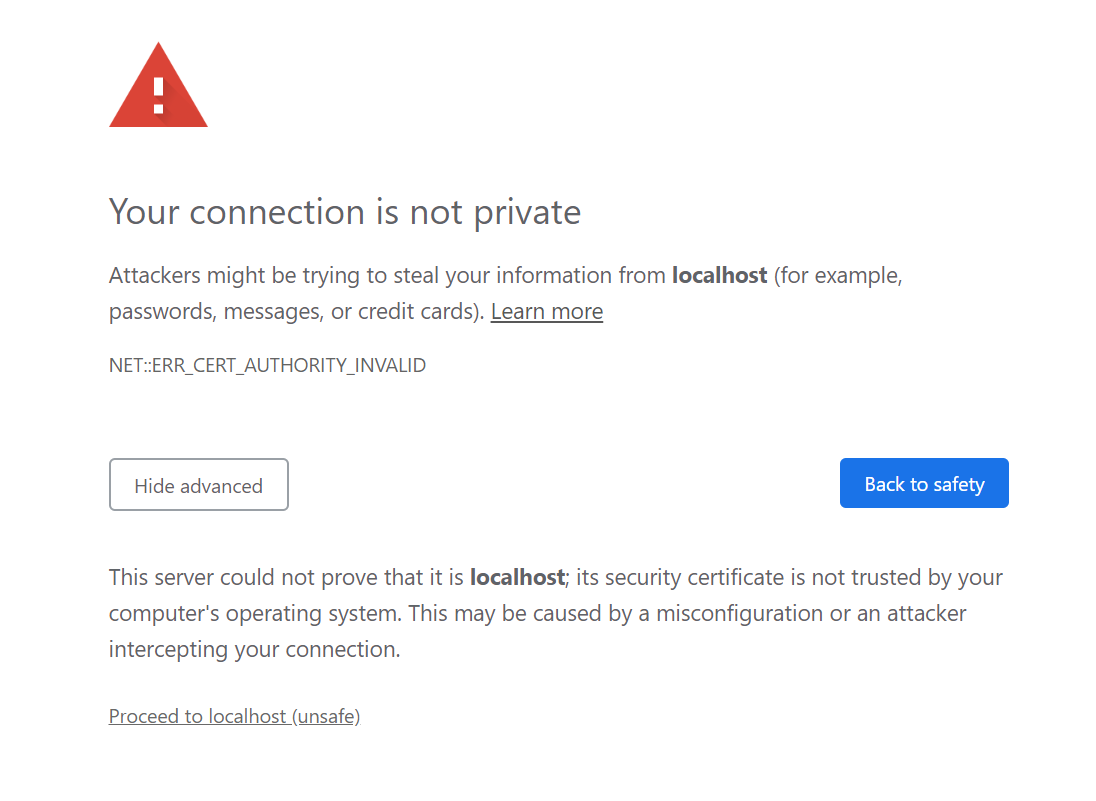 Your connection is not private
Attackers might be trying to steal your information from localhost (for example,
passwords, messages, or credit cards). Learn more
NET::ERR_CERT_AUTHORITY_INVALID
Hide advanced
Back to safety
This server could not prove that it is localhost; its security certificate is not trusted by your
computer's operating system. This may be caused by a misconfiguration or an attacker
intercepting your connection.
Proceed to localhost (unsafe)